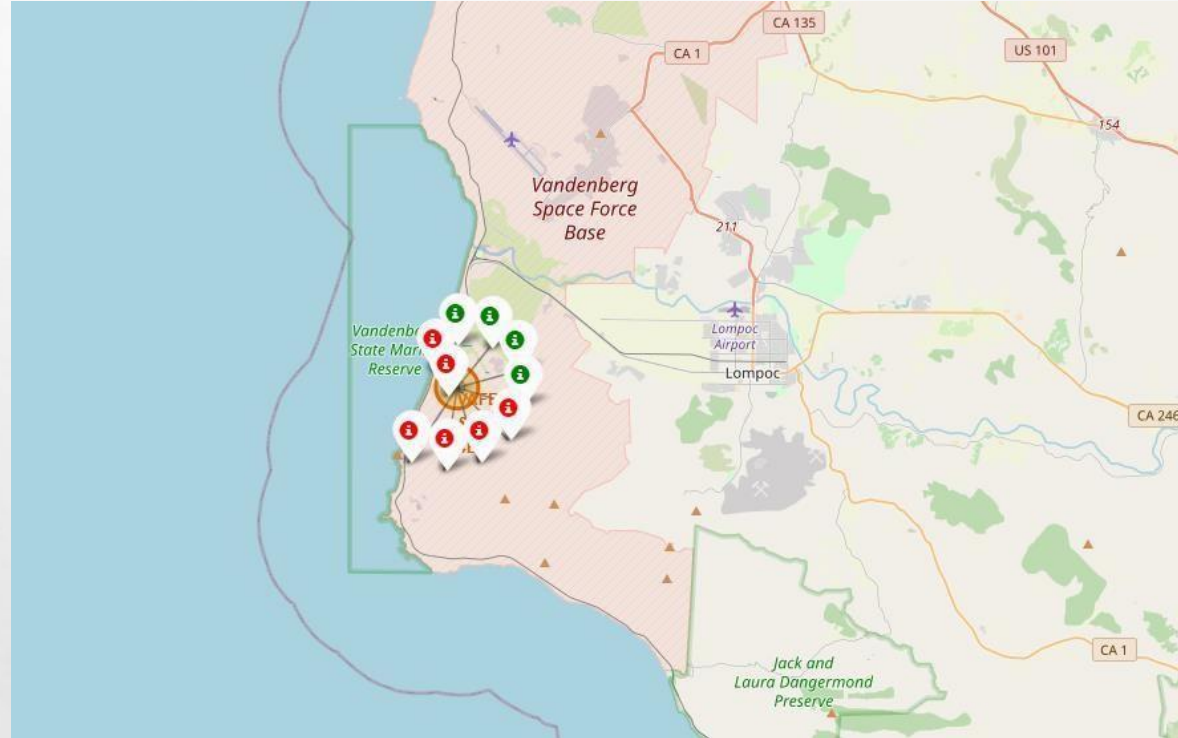 CA 135
CA 1
US 101
154
Vandenberg
Space Force
Base
211
State
Reserve
Lompoc
Airport
Lompoc
CA 246
CA 1
Jack and
Laura Dangermond
Preserve